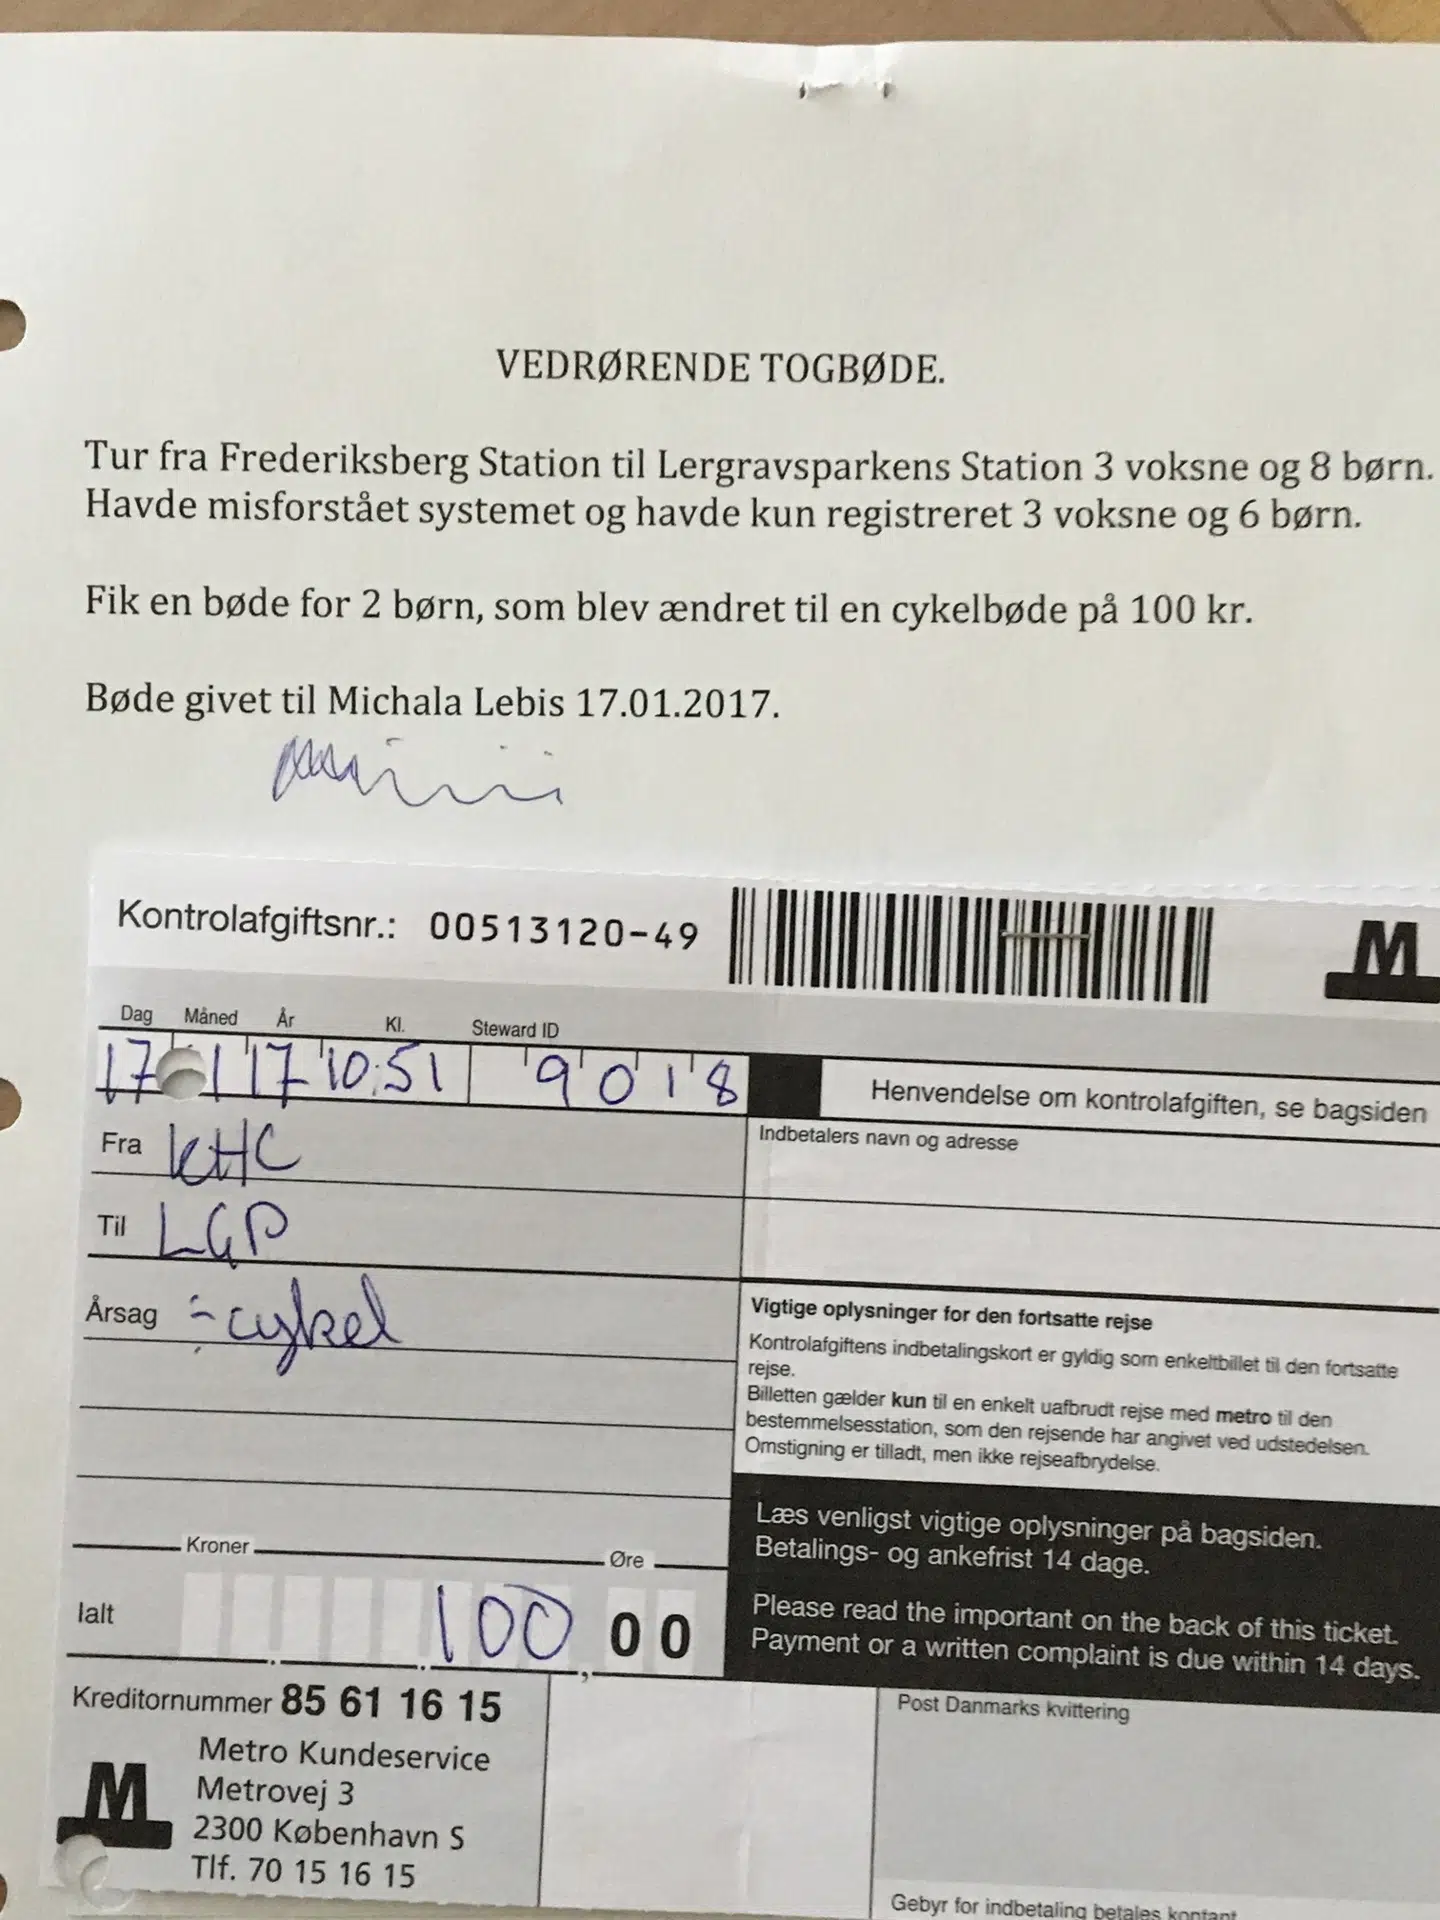 VEDRØRENDE TOGBØDE.
Tur fra Frederiksberg Station til Lergravsparkens Station 3 voksne og 8 børn.
Havde misforstået systemet og havde kun registreret 3 voksne og 6 børn.
Fik en bøde for 2 børn, som blev ændret til en cykelbøde på 100 kr.
Bøde givet til Michala Lebis 17.01.2017.
Kontrolafgiftsnr.: 00513120-49
M
Dag Måned År Kl. Steward ID
17 1 17 10:51 9018
Henvendelse om kontrolafgiften, se bagsiden
Fra KHC
Indbetalers navn og adresse
Til LGP
Årsag -cykel
Vigtige oplysninger for den fortsatte rejse
Kontrolafgiftens indbetalingskort er gyldig som enkeltbillet til den fortsatte
rejse.
Billetten gælder kun til en enkelt uafbrudt rejse med metro til den
bestemmelsesstation, som den rejsende har angivet ved udstedelsen.
Omstigning er tilladt, men ikke rejseafbrydelse.
Læs venligst vigtige oplysninger på bagsiden.
Betalings- og ankefrist 14 dage.
Please read the important on the back of this ticket.
Payment or a written complaint is due within 14 days.
Kroner Øre
Ialt 100,00
Kreditornummer 85 61 16 15
M
Metro Kundeservice
Metrovej 3
2300 København S
Tlf. 70 15 16 15
Post Danmarks kvittering
Gebyr for indbetaling betales kontant